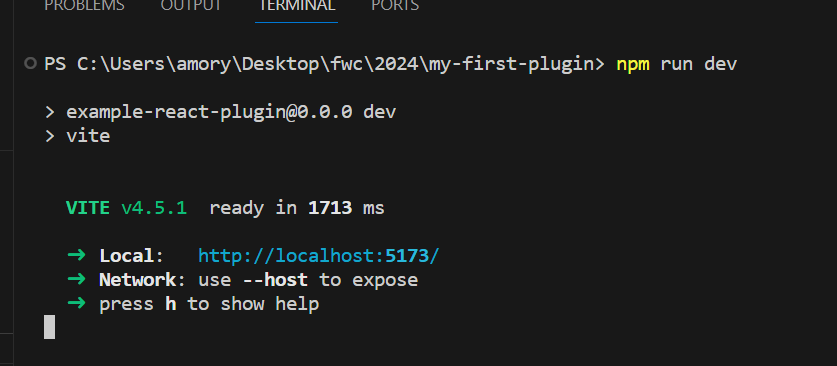 PROBLEMS OUTPUT TERMINAL PORTS
PS C:\Users\amory\Desktop\fwc\2024\my-first-plugin> npm run dev
> example-react-plugin@0.0.0 dev
> vite
VITE v4.5.1 ready in 1713 ms
➜ Local: http://localhost:5173/
➜ Network: use --host to expose
➜ press h to show help